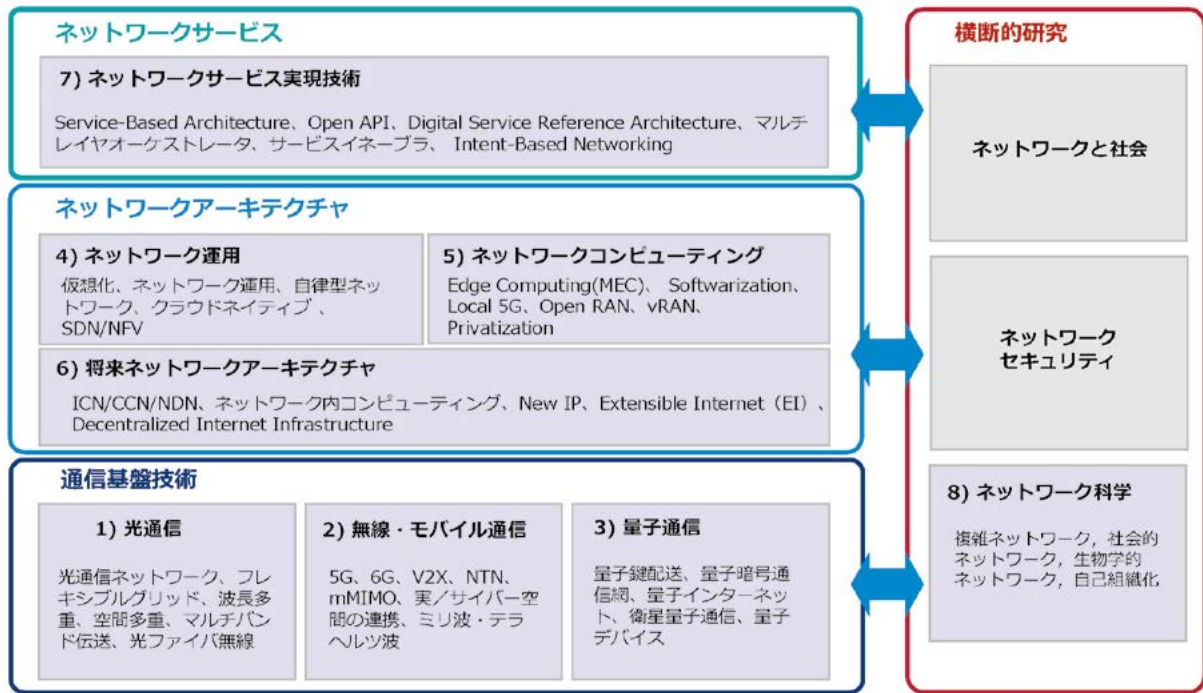 ネットワークサービス
7) ネットワークサービス実現技術
Service-Based Architecture、Open API、Digital Service Reference Architecture、マルチ
レイヤオーケストレータ、サービスイネーブラ、 Intent-Based Networking
ネットワークアーキテクチャ
4) ネットワーク運用
仮想化、ネットワーク運用、自律型ネッ
トワーク、クラウドネイティブ 、
SDN/NFV
5) ネットワークコンピューティング
Edge Computing(MEC)、 Softwarization、
Local 5G、Open RAN、vRAN、
Privatization
6) 将来ネットワークアーキテクチャ
ICN/CCN/NDN、ネットワーク内コンピューティング、New IP、Extensible Internet（EI）、
Decentralized Internet Infrastructure
通信基盤技術
1) 光通信
光通信ネットワーク、フレ
キシブルグリッド、波長多
重、空間多重、マルチバン
ド伝送、光ファイバ無線
2) 無線・モバイル通信
5G、6G、V2X、NTN、
mMIMO、実／サイバー空
間の連携、ミリ波・テラ
ヘルツ波
3) 量子通信
量子鍵配送、量子暗号通
信網、量子インターネッ
ト、衛星量子通信、量子
デバイス
横断的研究
ネットワークと社会
ネットワーク
セキュリティ
8) ネットワーク科学
複雑ネットワーク，社会的
ネットワーク，生物学的
ネットワーク，自己組織化